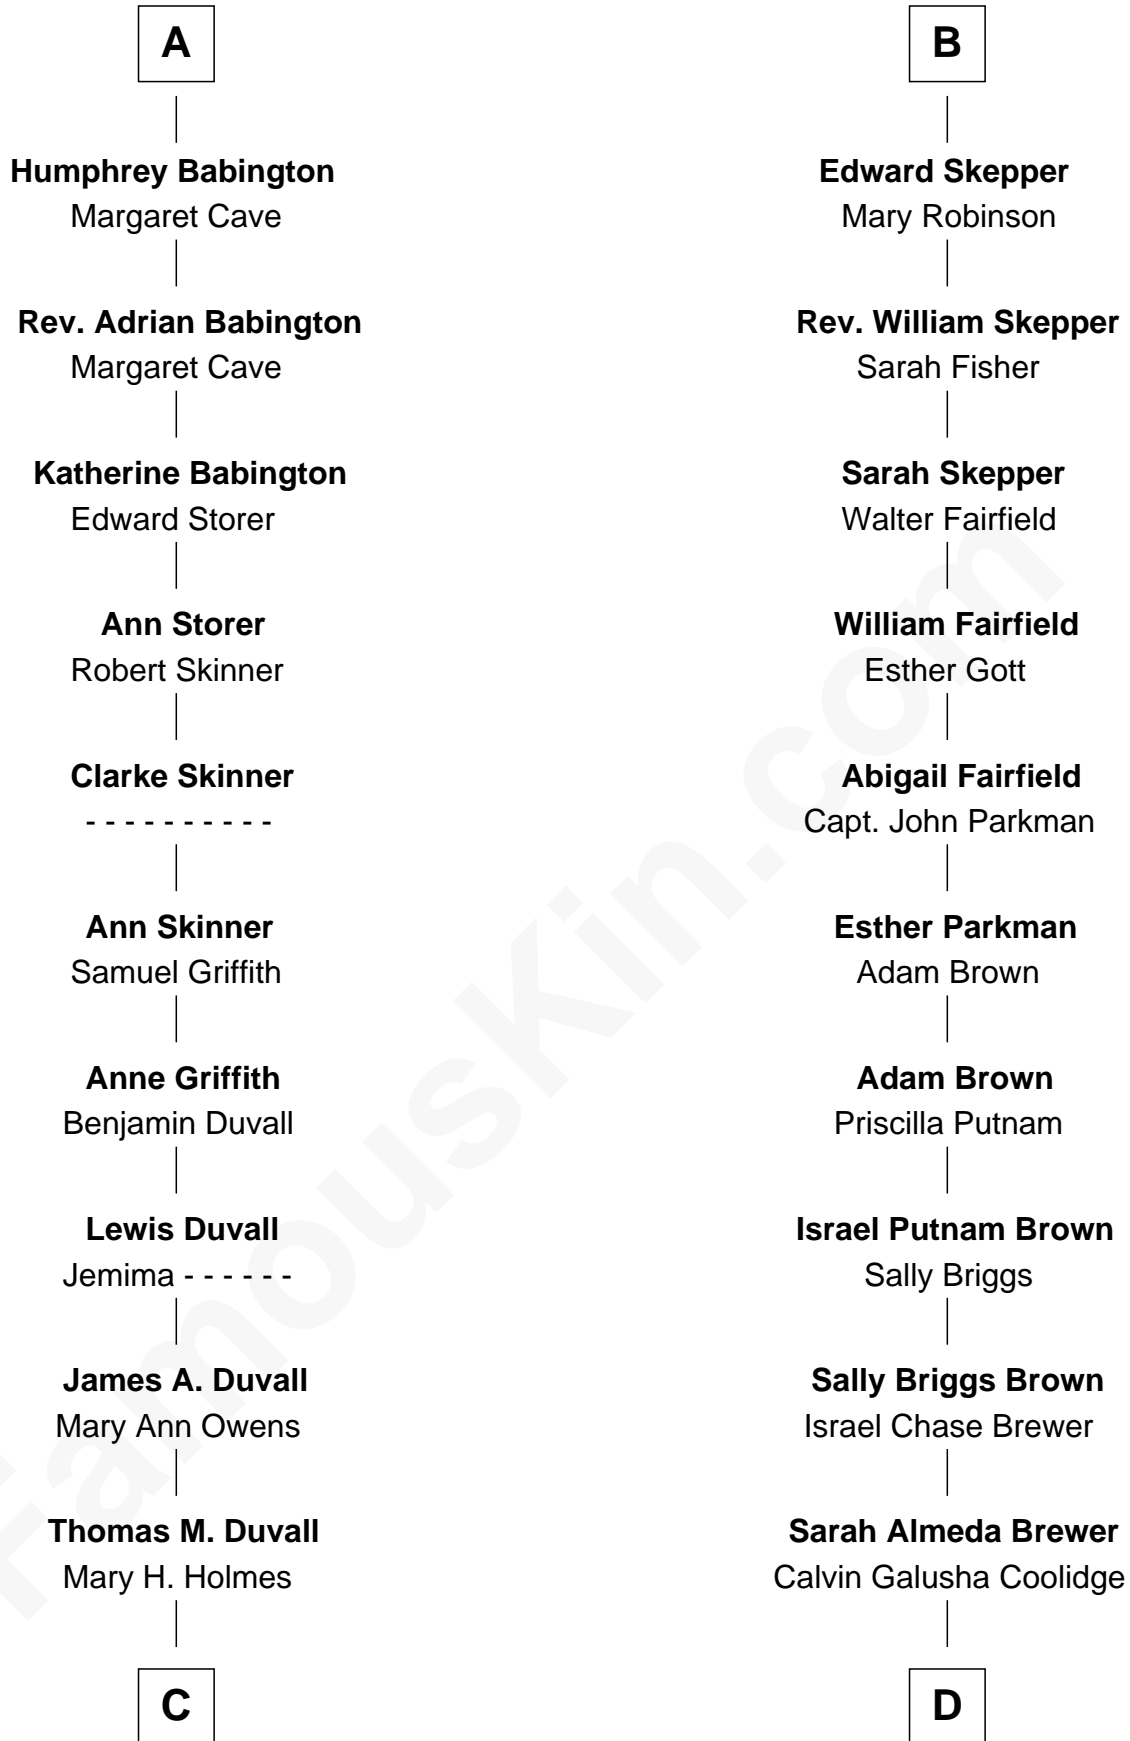 A
Humphrey Babington
Margaret Cave
Rev. Adrian Babington
Margaret Cave
Katherine Babington
Edward Storer
Ann Storer
Robert Skinner
Clarke Skinner
- - - - - - - - - -
Ann Skinner
Samuel Griffith
Anne Griffith
Benjamin Duvall
Lewis Duvall
Jemima - - - - - -
James A. Duvall
Mary Ann Owens
Thomas M. Duvall
Mary H. Holmes
C
B
Edward Skepper
Mary Robinson
Rev. William Skepper
Sarah Fisher
Sarah Skepper
Walter Fairfield
William Fairfield
Esther Gott
Abigail Fairfield
Capt. John Parkman
Esther Parkman
Adam Brown
Adam Brown
Priscilla Putnam
Israel Putnam Brown
Sally Briggs
Sally Briggs Brown
Israel Chase Brewer
Sarah Almeda Brewer
Calvin Galusha Coolidge
D
FamousKin.com